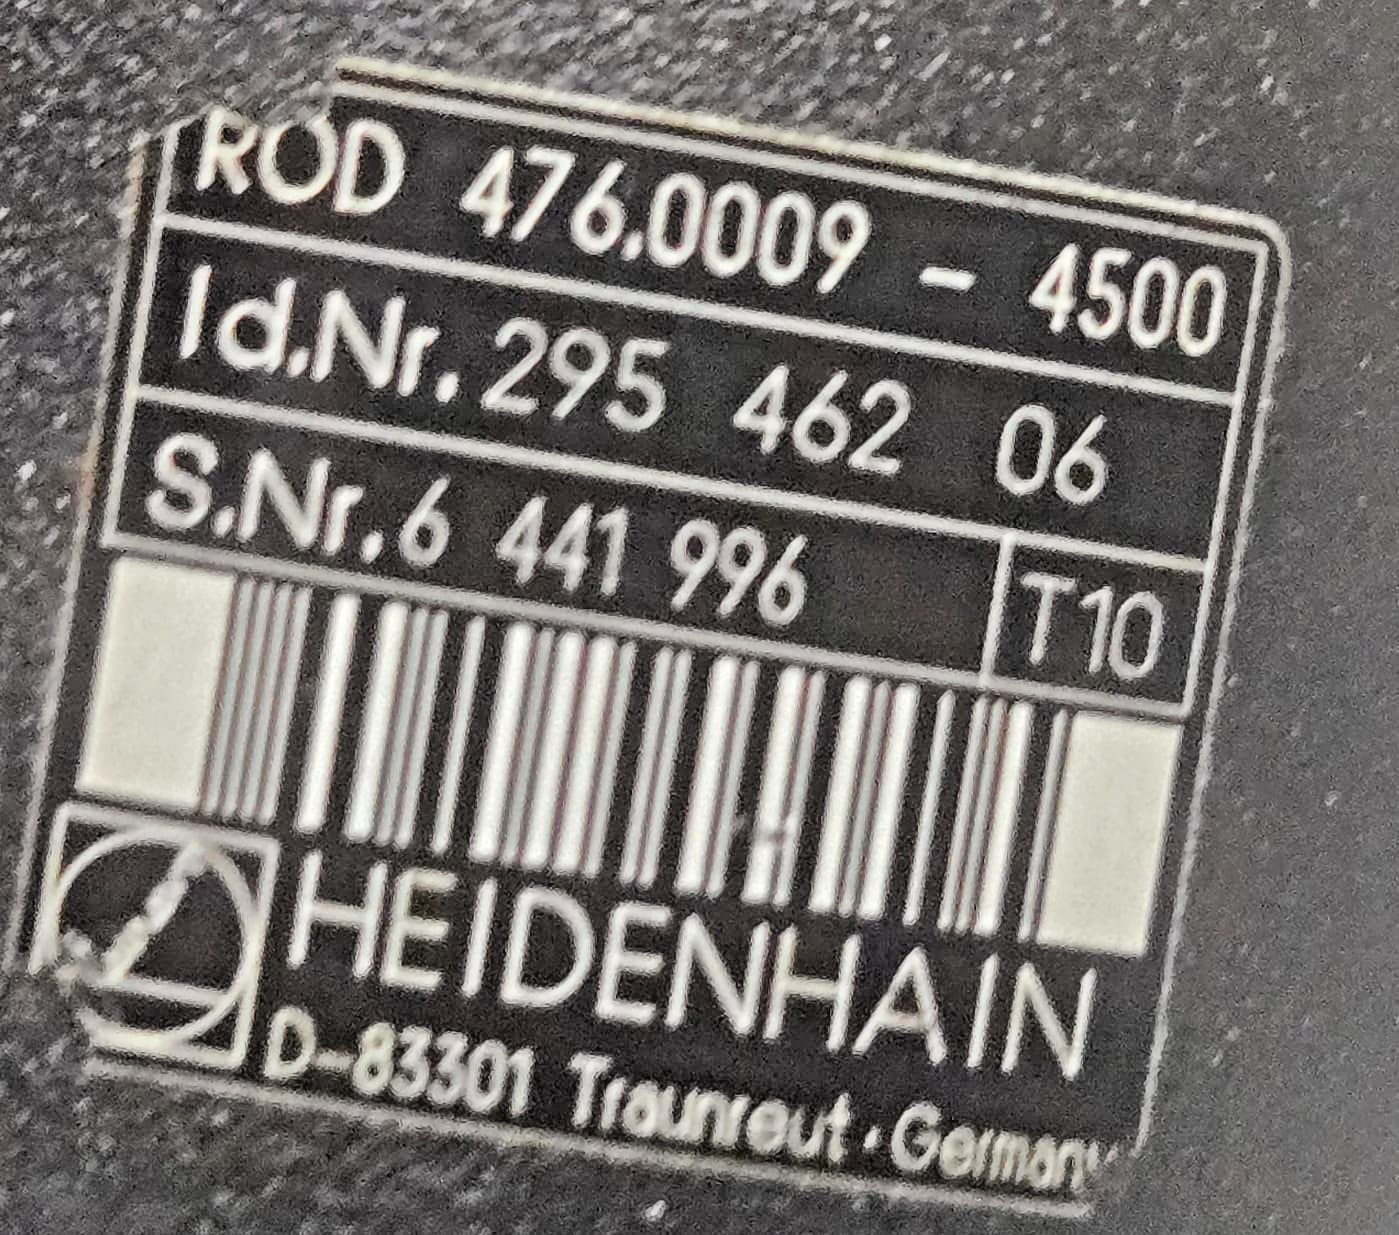 ROD 476.0009 - 4500
Id.Nr. 295 462 06
S.Nr. 6 441 996 T10
HEIDENHAIN
D-83301 Traunreut · Germany